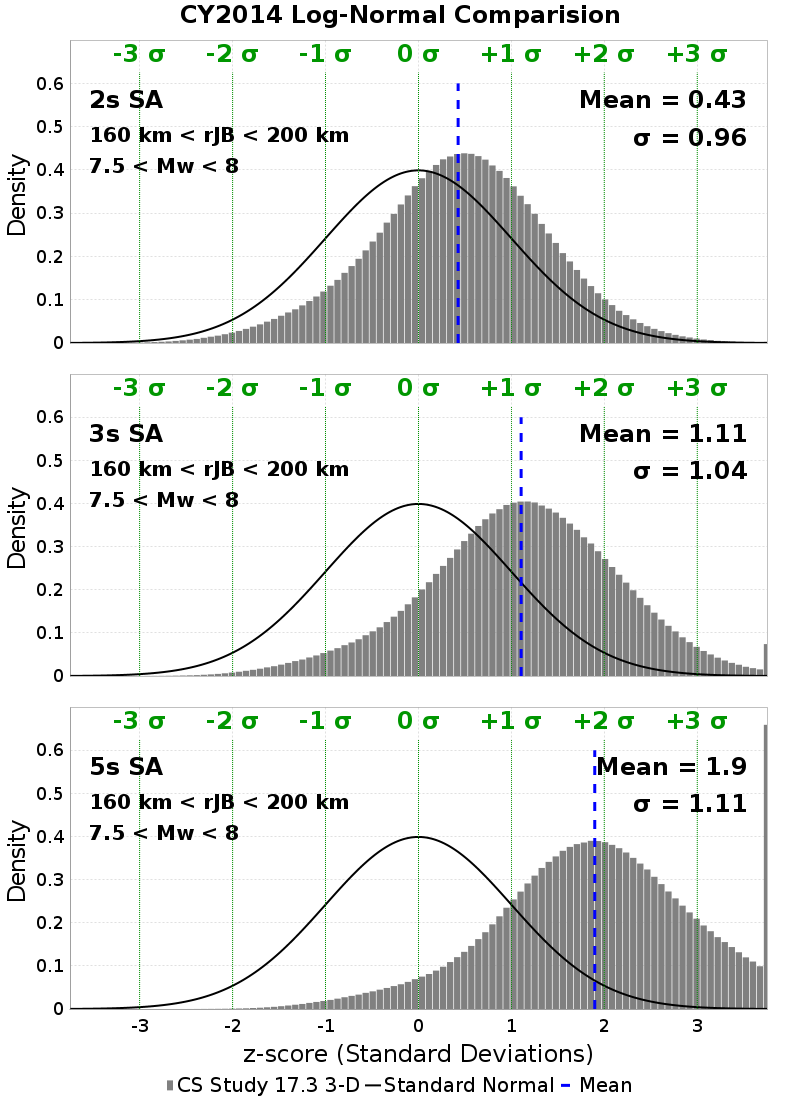 CY2014 Log-Normal Comparision
-3 σ -2 σ -1 σ 0 σ +1 σ +2 σ +3 σ
0.6
2s SA Mean = 0.43
0.5
160 km < rJB < 200 km σ = 0.96
7.5 < Mw < 8
0.4
0.3
0.2
0.1
0
Density
-3 σ -2 σ -1 σ 0 σ +1 σ +2 σ +3 σ
0.6
3s SA Mean = 1.11
0.5
160 km < rJB < 200 km σ = 1.04
7.5 < Mw < 8
0.4
0.3
0.2
0.1
0
Density
-3 σ -2 σ -1 σ 0 σ +1 σ +2 σ +3 σ
0.6
5s SA Mean = 1.9
0.5
160 km < rJB < 200 km σ = 1.11
7.5 < Mw < 8
0.4
0.3
0.2
0.1
0
Density
-3 -2 -1 0 1 2 3
z-score (Standard Deviations)
CS Study 17.3 3-D Standard Normal Mean